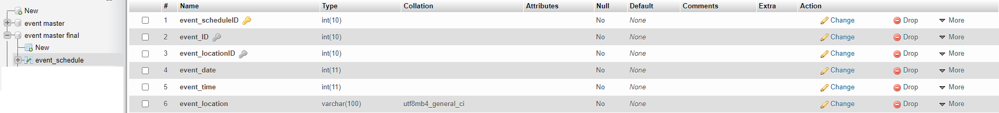 New
event master
event master final
New
event_schedule
# Name Type Collation Attributes Null Default Comments Extra Action
1 event_scheduleID int(10) No None Change Drop More
2 event_ID int(10) No None Change Drop More
3 event_locationID int(10) No None Change Drop More
4 event_date int(11) No None Change Drop More
5 event_time int(11) No None Change Drop More
6 event_location varchar(100) utf8mb4_general_ci No None Change Drop More